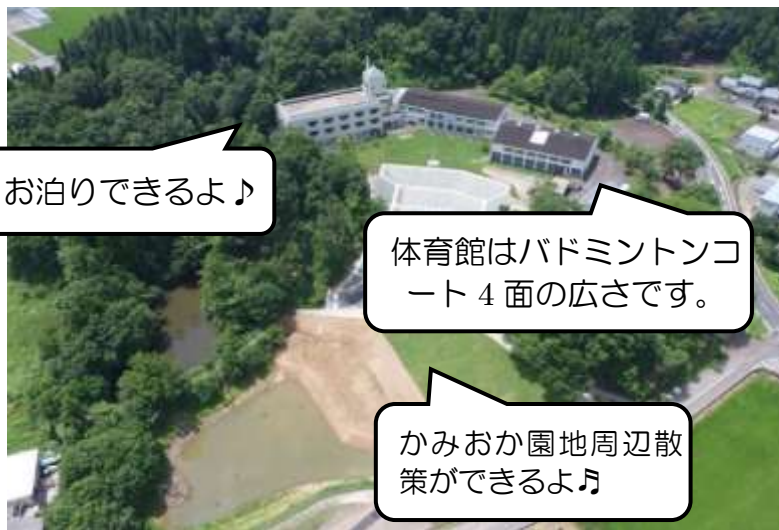 お泊りできるよ♪
体育館はバドミントンコ
ート 4 面の広さです。
かみおか園地周辺散
策ができるよ♬